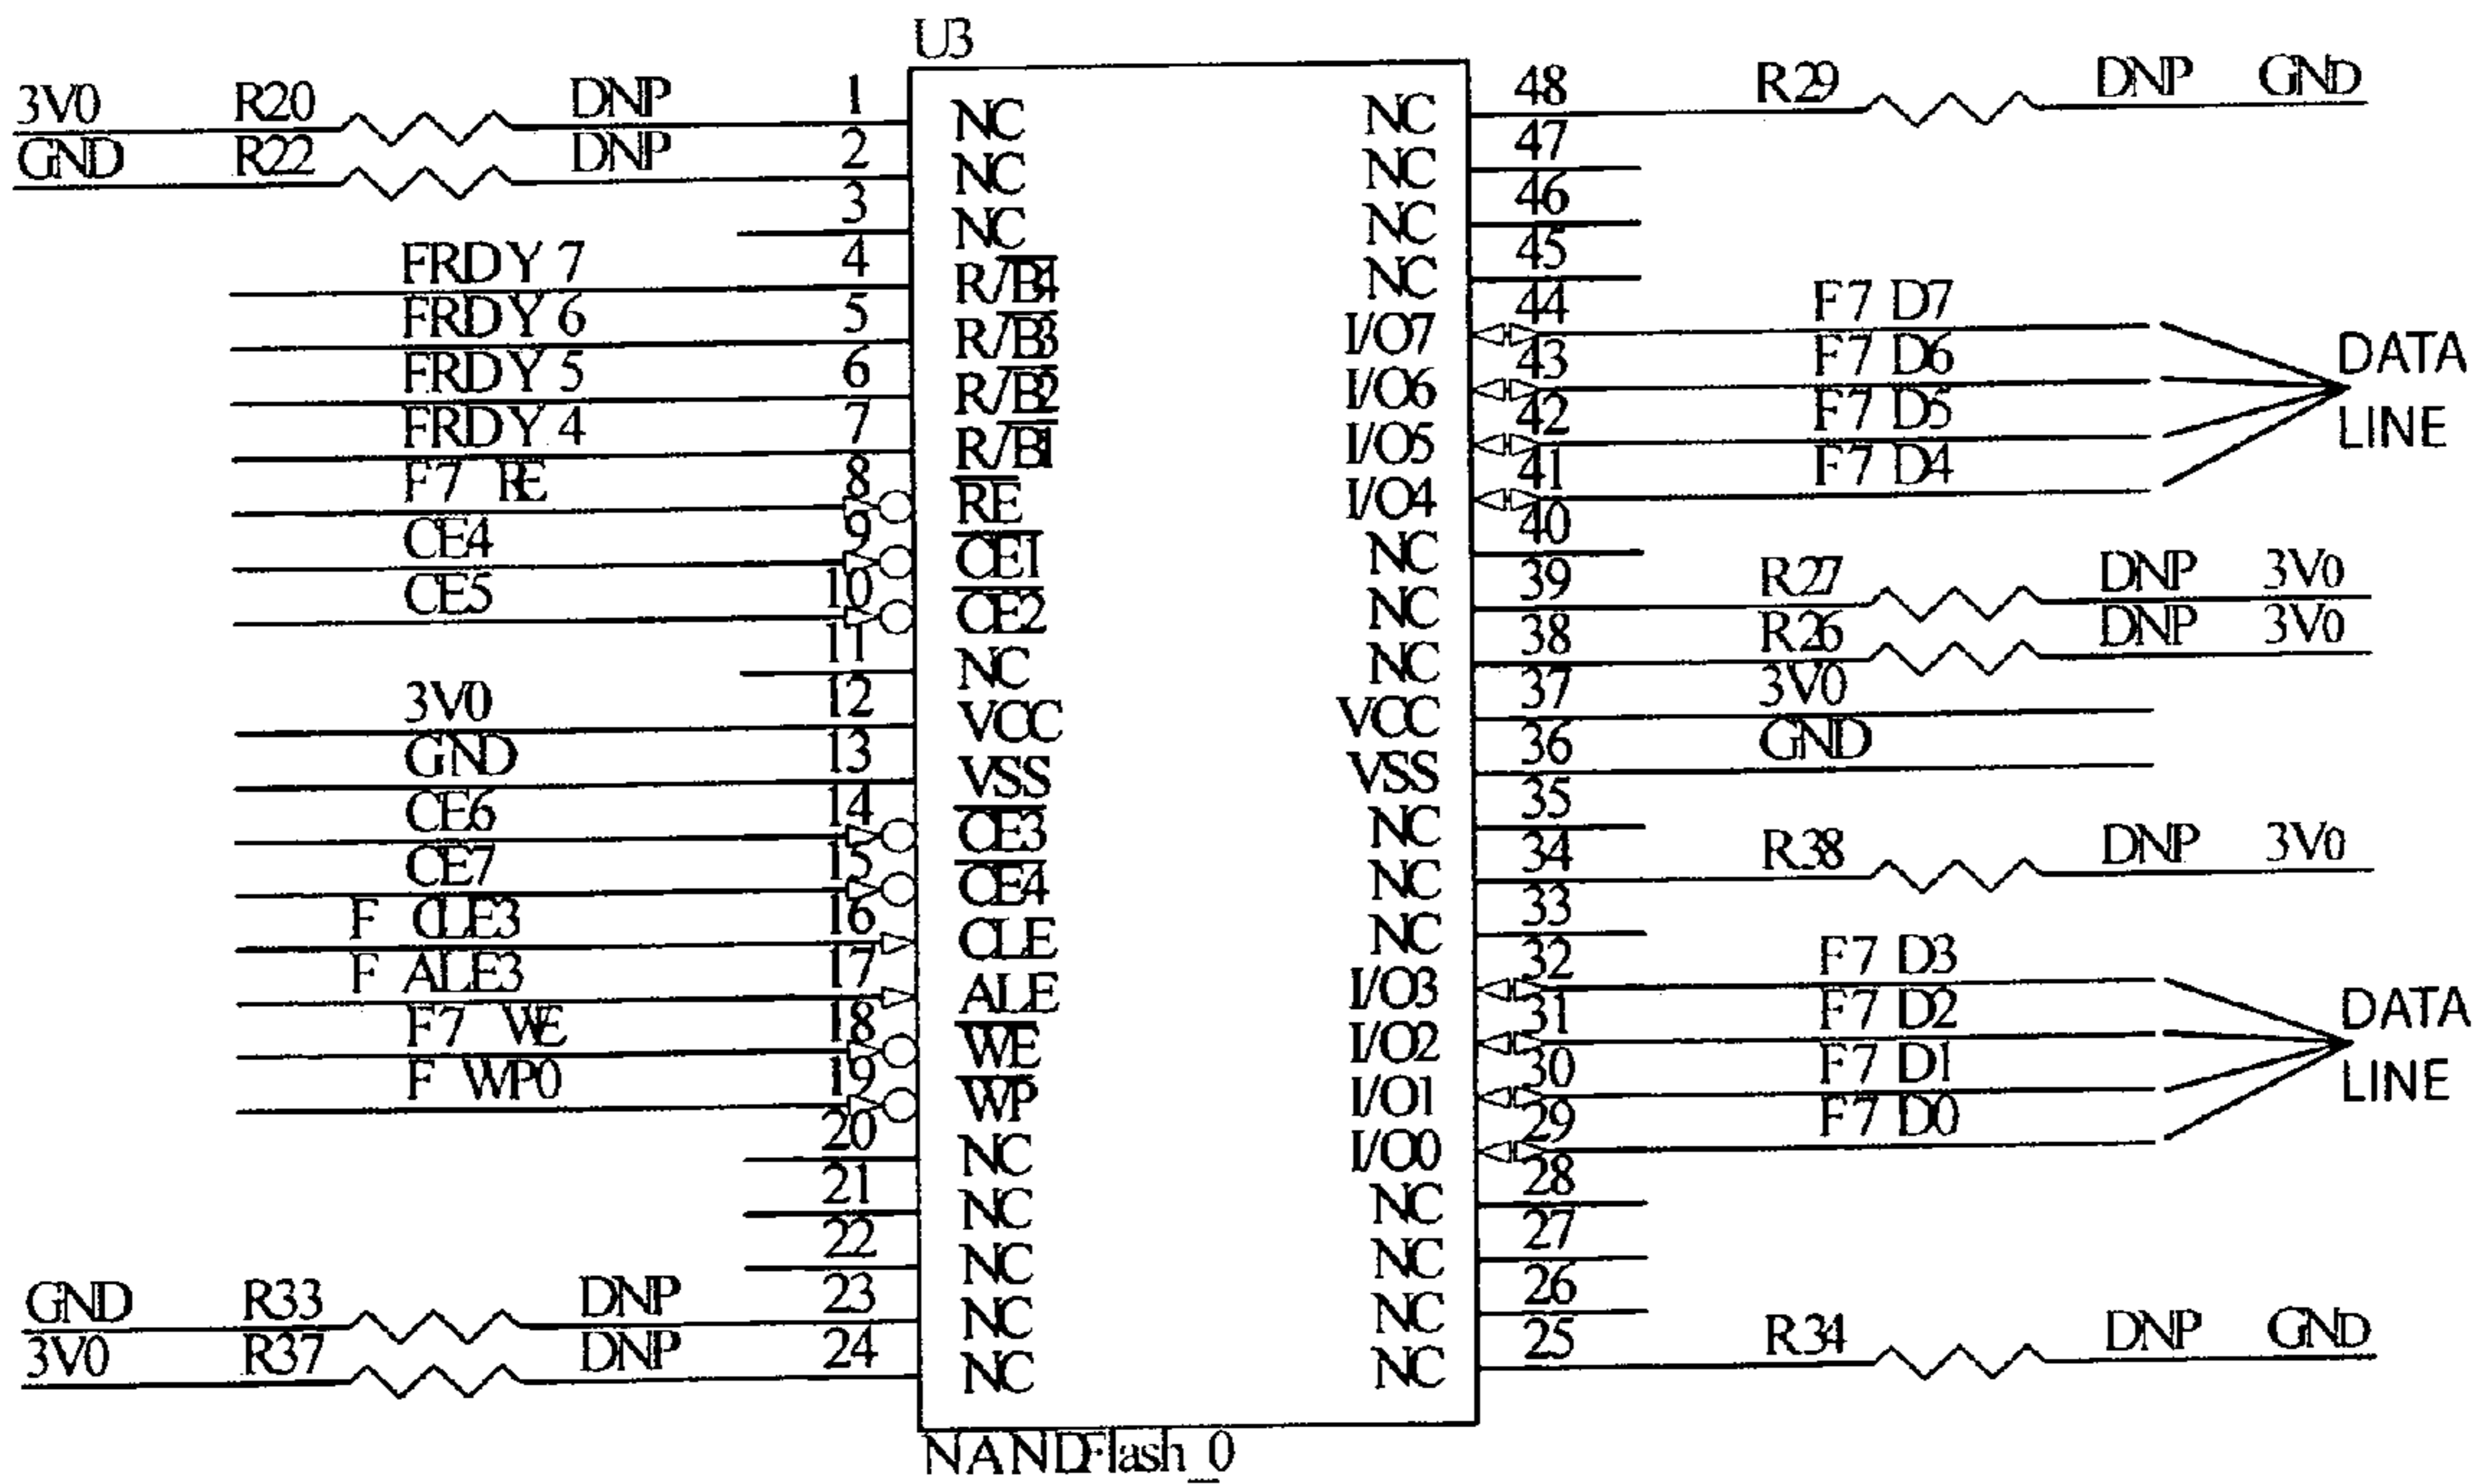 U3
3V0 R20 DNP 1 NC NC 48 R29 DNP GND
GND R22 DNP 2 NC NC 47
3 NC NC 46
FRDY 7 4 R/B4 NC 45
FRDY 6 5 R/B3 I/O7 44 F7 D7
FRDY 5 6 R/B2 I/O6 43 F7 D6
FRDY 4 7 R/B1 I/O5 42 F7 D5
F7 RE 8 RE I/O4 41 F7 D4
DATA
LINE
CE4 9 CE1 NC 40
CE5 10 CE2 NC 39 R27 DNP 3V0
11 NC NC 38 R26 DNP 3V0
3V0 12 VCC VCC 37 3V0
GND 13 VSS VSS 36 GND
CE6 14 CE3 NC 35
CE7 15 CE4 NC 34 R38 DNP 3V0
F CLE3 16 CLE NC 33
F ALE3 17 ALE I/O3 32 F7 D3
F7 WE 18 WE I/O2 31 F7 D2
F WP0 19 WP I/O1 30 F7 D1
20 NC I/O0 29 F7 D0
DATA
LINE
21 NC NC 28
22 NC NC 27
GND R33 DNP 23 NC NC 26
3V0 R37 DNP 24 NC NC 25 R34 DNP GND
NANDFlash_0